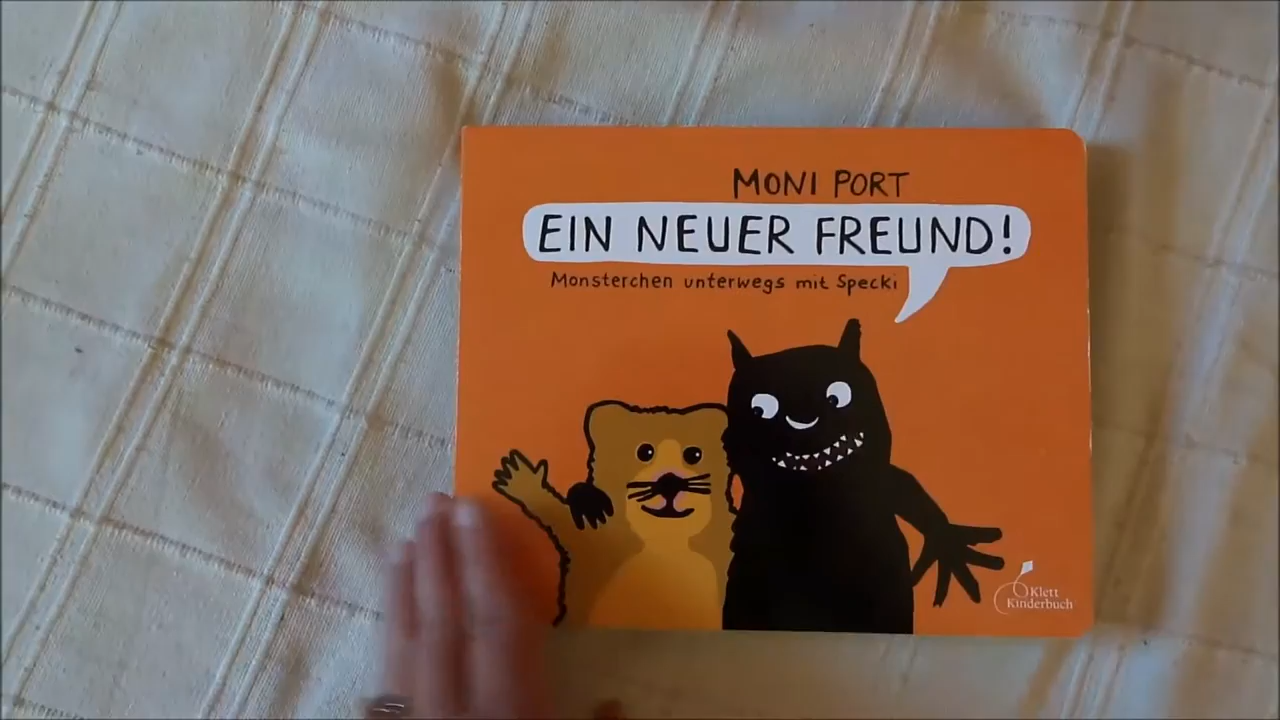 MONI PORT
EIN NEUER FREUND!
Monsterchen unterwegs mit Specki
Klett
Kinderbuch